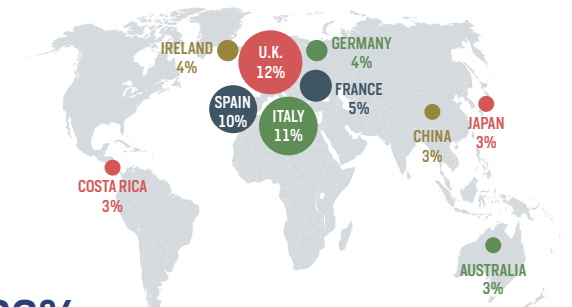 IRELAND
4%
U.K.
12%
GERMANY
4%
FRANCE
5%
SPAIN
10%
ITALY
11%
CHINA
3%
JAPAN
3%
COSTA RICA
3%
AUSTRALIA
3%